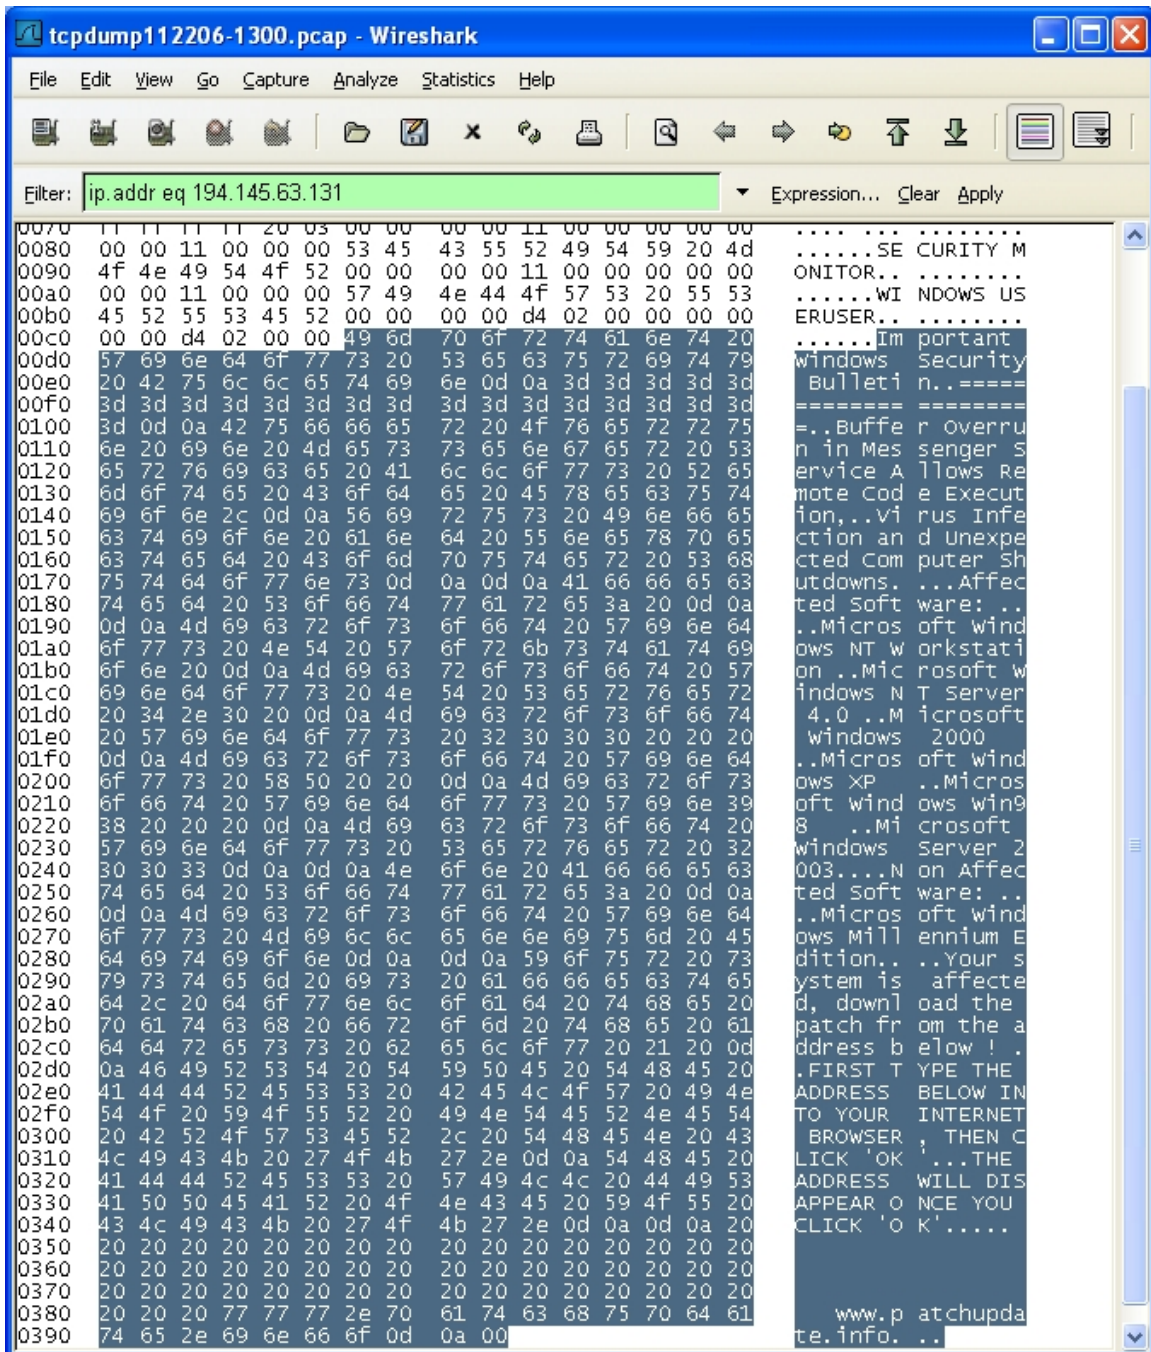 tcpdump112206-1300.pcap - Wireshark
File Edit View Go Capture Analyze Statistics Help
Filter: ip.addr eq 194.145.63.131 Expression... Clear Apply
0070 20 03 00 00 00 00 11 00 00 00 00 00 .... ... ........
0080 00 00 11 00 00 00 53 45 43 55 52 49 54 59 20 4d ......SE CURITY M
0090 4f 4e 49 54 4f 52 00 00 00 00 11 00 00 00 00 00 ONITOR.. ........
00a0 00 00 11 00 00 00 57 49 4e 44 4f 57 53 20 55 53 ......WI NDOWS US
00b0 45 52 55 53 45 52 00 00 00 00 d4 02 00 00 00 00 ERUSER.. ........
00c0 00 00 d4 02 00 00 49 6d 70 6f 72 74 61 6e 74 20 ......Im portant
00d0 57 69 6e 64 6f 77 73 20 53 65 63 75 72 69 74 79 Windows Security
00e0 20 42 75 6c 6c 65 74 69 6e 0d 0a 3d 3d 3d 3d 3d Bulleti n..=====
00f0 3d 3d 3d 3d 3d 3d 3d 3d 3d 3d 3d 3d 3d 3d 3d 3d ======== ========
0100 3d 0d 0a 42 75 66 66 65 72 20 4f 76 65 72 72 75 =..Buffe r Overru
0110 6e 20 69 6e 20 4d 65 73 73 65 6e 67 65 72 20 53 n in Mes senger S
0120 65 72 76 69 63 65 20 41 6c 6c 6f 77 73 20 52 65 ervice A llows Re
0130 6d 6f 74 65 20 43 6f 64 65 20 45 78 65 63 75 74 mote Cod e Execut
0140 69 6f 6e 2c 0d 0a 56 69 72 75 73 20 49 6e 66 65 ion,..Vi rus Infe
0150 63 74 69 6f 6e 20 61 6e 64 20 55 6e 65 78 70 65 ction an d Unexpe
0160 63 74 65 64 20 43 6f 6d 70 75 74 65 72 20 53 68 cted Com puter Sh
0170 75 74 64 6f 77 6e 73 0d 0a 0d 0a 41 66 66 65 63 utdowns. ...Affec
0180 74 65 64 20 53 6f 66 74 77 61 72 65 3a 20 0d 0a ted Soft ware: ..
0190 0d 0a 4d 69 63 72 6f 73 6f 66 74 20 57 69 6e 64 ..Micros oft Wind
01a0 6f 77 73 20 4e 54 20 57 6f 72 6b 73 74 61 74 69 ows NT W orkstati
01b0 6f 6e 20 0d 0a 4d 69 63 72 6f 73 6f 66 74 20 57 on ..Mic rosoft W
01c0 69 6e 64 6f 77 73 20 4e 54 20 53 65 72 76 65 72 indows N T Server
01d0 20 34 2e 30 20 0d 0a 4d 69 63 72 6f 73 6f 66 74 4.0 ..M icrosoft
01e0 20 57 69 6e 64 6f 77 73 20 32 30 30 30 20 20 20 Windows 2000
01f0 0d 0a 4d 69 63 72 6f 73 6f 66 74 20 57 69 6e 64 ..Micros oft Wind
0200 6f 77 73 20 58 50 20 20 0d 0a 4d 69 63 72 6f 73 ows XP ..Micros
0210 6f 66 74 20 57 69 6e 64 6f 77 73 20 57 69 6e 39 oft Wind ows Win9
0220 38 20 20 20 0d 0a 4d 69 63 72 6f 73 6f 66 74 20 8 ..Mi crosoft
0230 57 69 6e 64 6f 77 73 20 53 65 72 76 65 72 20 32 Windows Server 2
0240 30 30 33 0d 0a 0d 0a 4e 6f 6e 20 41 66 66 65 63 003....N on Affec
0250 74 65 64 20 53 6f 66 74 77 61 72 65 3a 20 0d 0a ted Soft ware: ..
0260 0d 0a 4d 69 63 72 6f 73 6f 66 74 20 57 69 6e 64 ..Micros oft Wind
0270 6f 77 73 20 4d 69 6c 6c 65 6e 6e 69 75 6d 20 45 ows Mill ennium E
0280 64 69 74 69 6f 6e 0d 0a 0d 0a 59 6f 75 72 20 73 dition.. ..Your s
0290 79 73 74 65 6d 20 69 73 20 61 66 66 65 63 74 65 ystem is affecte
02a0 64 2c 20 64 6f 77 6e 6c 6f 61 64 20 74 68 65 20 d, downl oad the
02b0 70 61 74 63 68 20 66 72 6f 6d 20 74 68 65 20 61 patch fr om the a
02c0 64 64 72 65 73 73 20 62 65 6c 6f 77 20 21 20 0d ddress b elow ! .
02d0 0a 46 49 52 53 54 20 54 59 50 45 20 54 48 45 20 .FIRST T YPE THE
02e0 41 44 44 52 45 53 53 20 42 45 4c 4f 57 20 49 4e ADDRESS BELOW IN
02f0 54 4f 20 59 4f 55 52 20 49 4e 54 45 52 4e 45 54 TO YOUR INTERNET
0300 20 42 52 4f 57 53 45 52 2c 20 54 48 45 4e 20 43 BROWSER , THEN C
0310 4c 49 43 4b 20 27 4f 4b 27 2e 0d 0a 54 48 45 20 LICK 'OK '...THE
0320 41 44 44 52 45 53 53 20 57 49 4c 4c 20 44 49 53 ADDRESS WILL DIS
0330 41 50 50 45 41 52 20 4f 4e 43 45 20 59 4f 55 20 APPEAR O NCE YOU
0340 43 4c 49 43 4b 20 27 4f 4b 27 2e 0d 0a 0d 0a 20 CLICK 'O K'.....
0350 20 20 20 20 20 20 20 20 20 20 20 20 20 20 20 20
0360 20 20 20 20 20 20 20 20 20 20 20 20 20 20 20 20
0370 20 20 20 20 20 20 20 20 20 20 20 20 20 20 20 20
0380 20 20 20 77 77 77 2e 70 61 74 63 68 75 70 64 61 www.p atchupda
0390 74 65 2e 69 6e 66 6f 0d 0a 00 te.info. ..